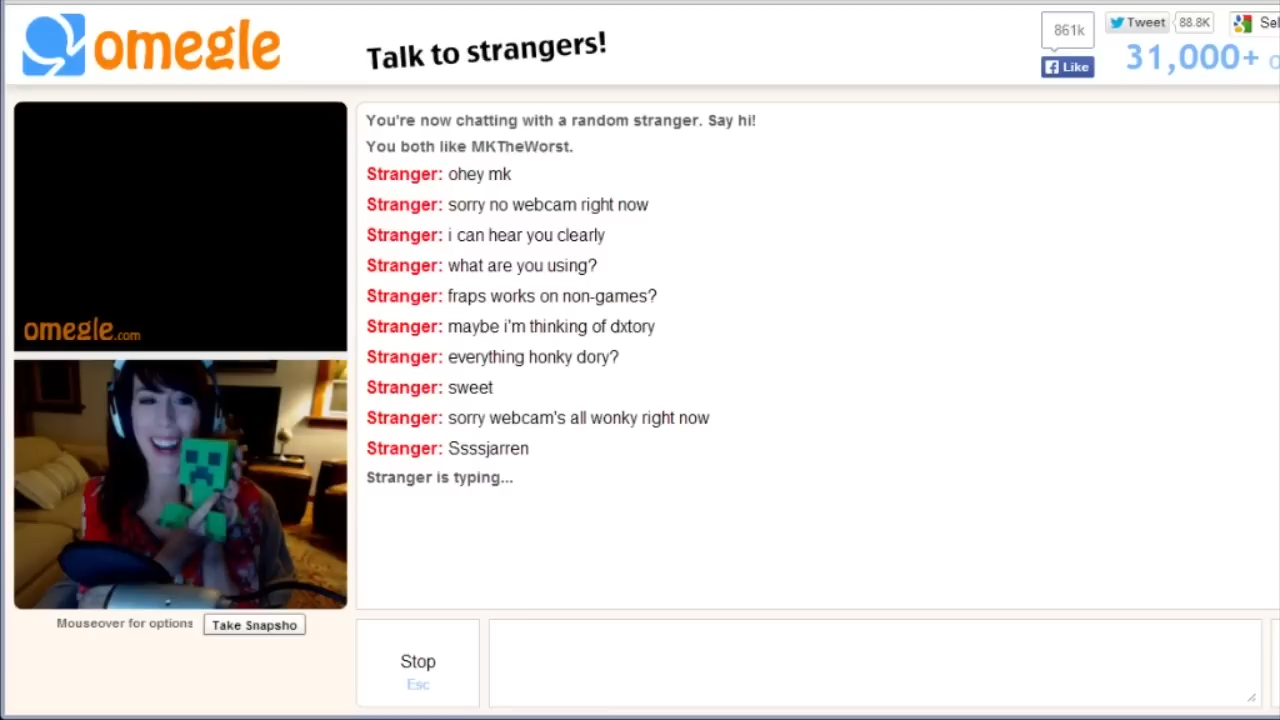 omegle
Talk to strangers!
861k
Like
Tweet
88.8K
31,000+
You're now chatting with a random stranger. Say hi!
You both like MKTheWorst.
Stranger: ohey mk
Stranger: sorry no webcam right now
Stranger: i can hear you clearly
Stranger: what are you using?
Stranger: fraps works on non-games?
Stranger: maybe i'm thinking of dxtory
Stranger: everything honky dory?
Stranger: sweet
Stranger: sorry webcam's all wonky right now
Stranger: Ssssjarren
Stranger is typing...
omegle.com
Mouseover for options
Take Snapsho
Stop
Esc